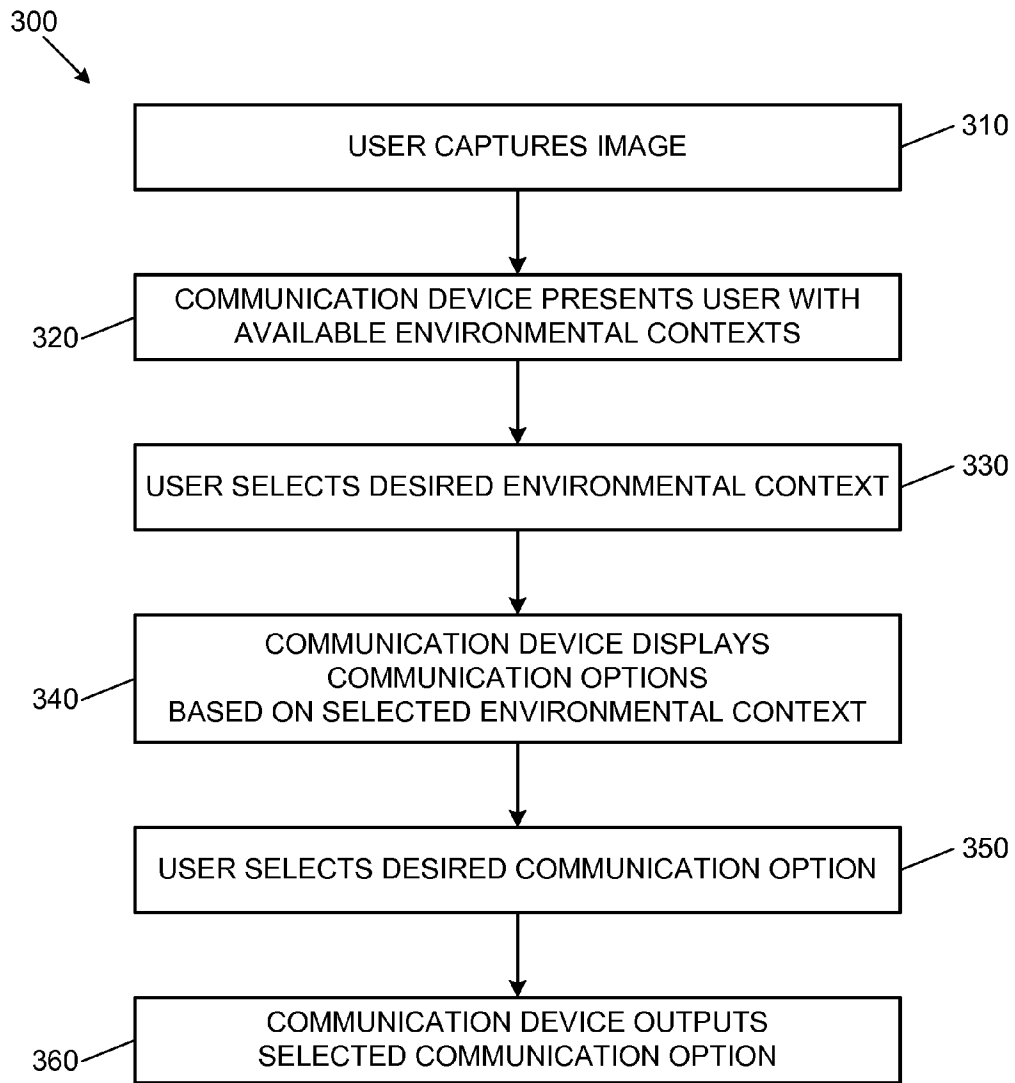 300
USER CAPTURES IMAGE
310
COMMUNICATION DEVICE PRESENTS USER WITH
AVAILABLE ENVIRONMENTAL CONTEXTS
320
USER SELECTS DESIRED ENVIRONMENTAL CONTEXT
330
COMMUNICATION DEVICE DISPLAYS
COMMUNICATION OPTIONS
BASED ON SELECTED ENVIRONMENTAL CONTEXT
340
USER SELECTS DESIRED COMMUNICATION OPTION
350
COMMUNICATION DEVICE OUTPUTS
SELECTED COMMUNICATION OPTION
360